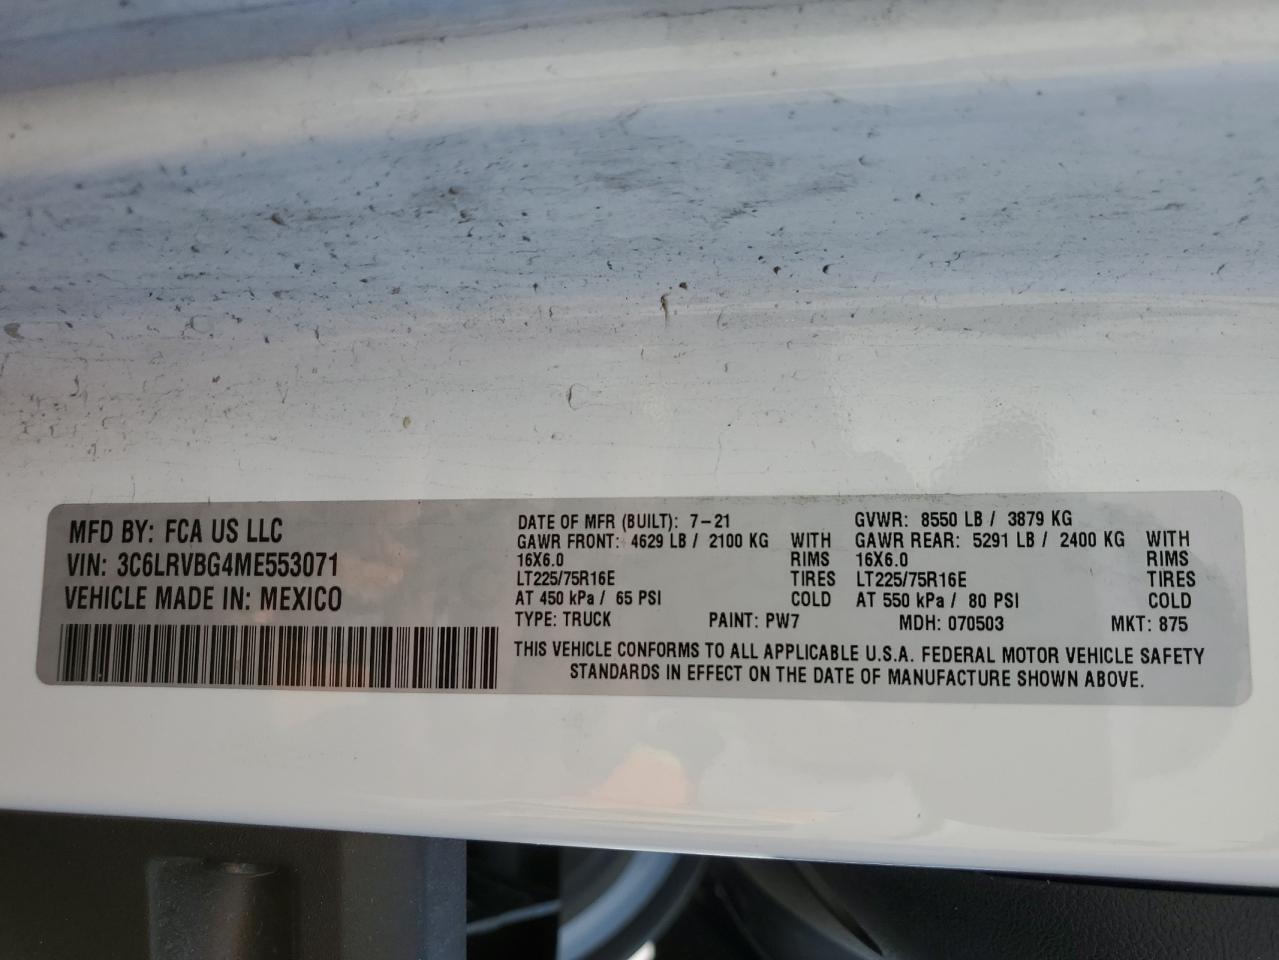 MFD BY: FCA US LLC
VIN: 3C6LRVBG4ME553071
VEHICLE MADE IN: MEXICO
DATE OF MFR (BUILT): 7-21
GAWR FRONT: 4629 LB / 2100 KG WITH
16X6.0 RIMS
LT225/75R16E TIRES
AT 450 kPa / 65 PSI COLD
GVWR: 8550 LB / 3879 KG
GAWR REAR: 5291 LB / 2400 KG WITH
16X6.0 RIMS
LT225/75R16E TIRES
AT 550 kPa / 80 PSI COLD
TYPE: TRUCK PAINT: PW7 MDH: 070503 MKT: 875
THIS VEHICLE CONFORMS TO ALL APPLICABLE U.S.A. FEDERAL MOTOR VEHICLE SAFETY
STANDARDS IN EFFECT ON THE DATE OF MANUFACTURE SHOWN ABOVE.